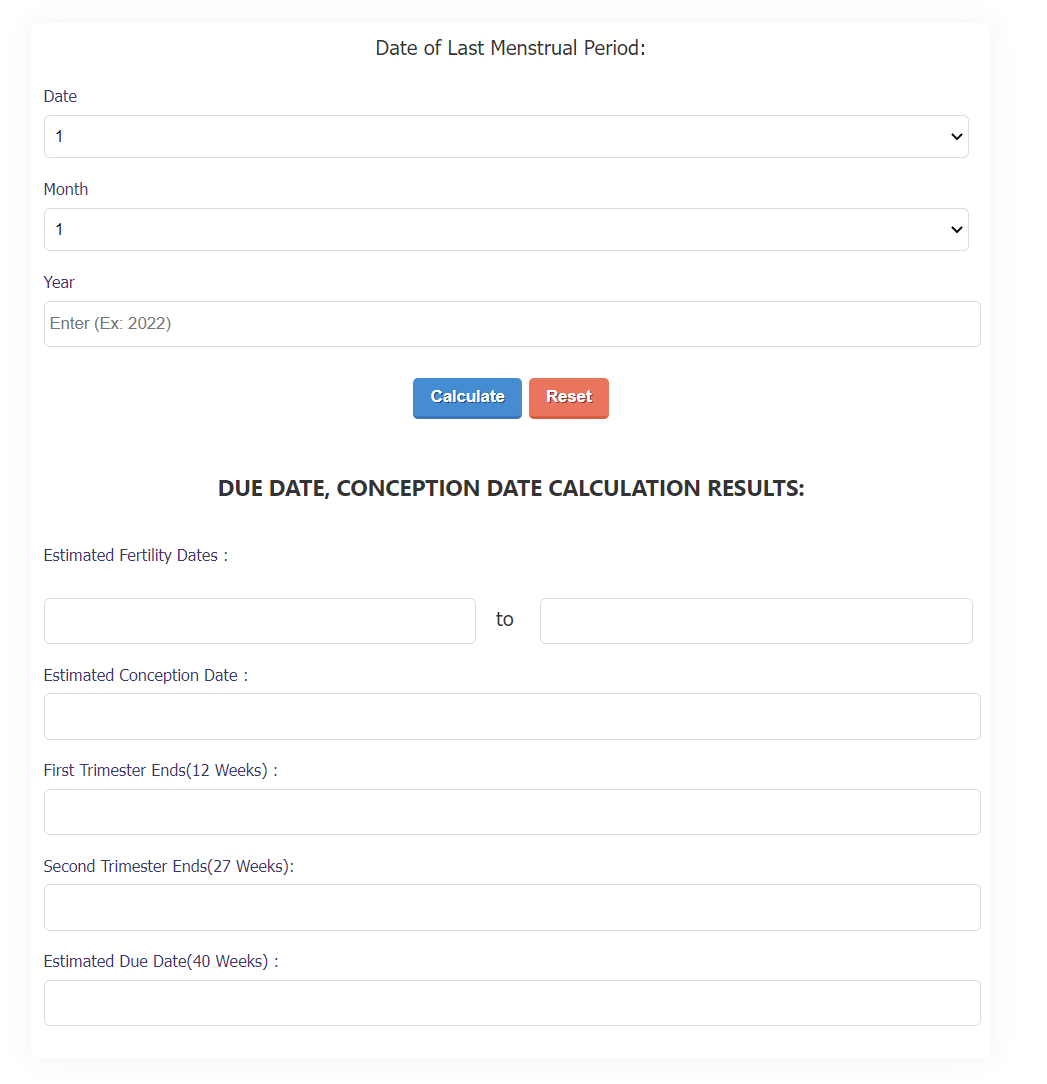 Date of Last Menstrual Period:
Date
1
Month
1
Year
Enter (Ex: 2022)
Calculate Reset
DUE DATE, CONCEPTION DATE CALCULATION RESULTS:
Estimated Fertility Dates :
to
Estimated Conception Date :
First Trimester Ends(12 Weeks) :
Second Trimester Ends(27 Weeks):
Estimated Due Date(40 Weeks) :